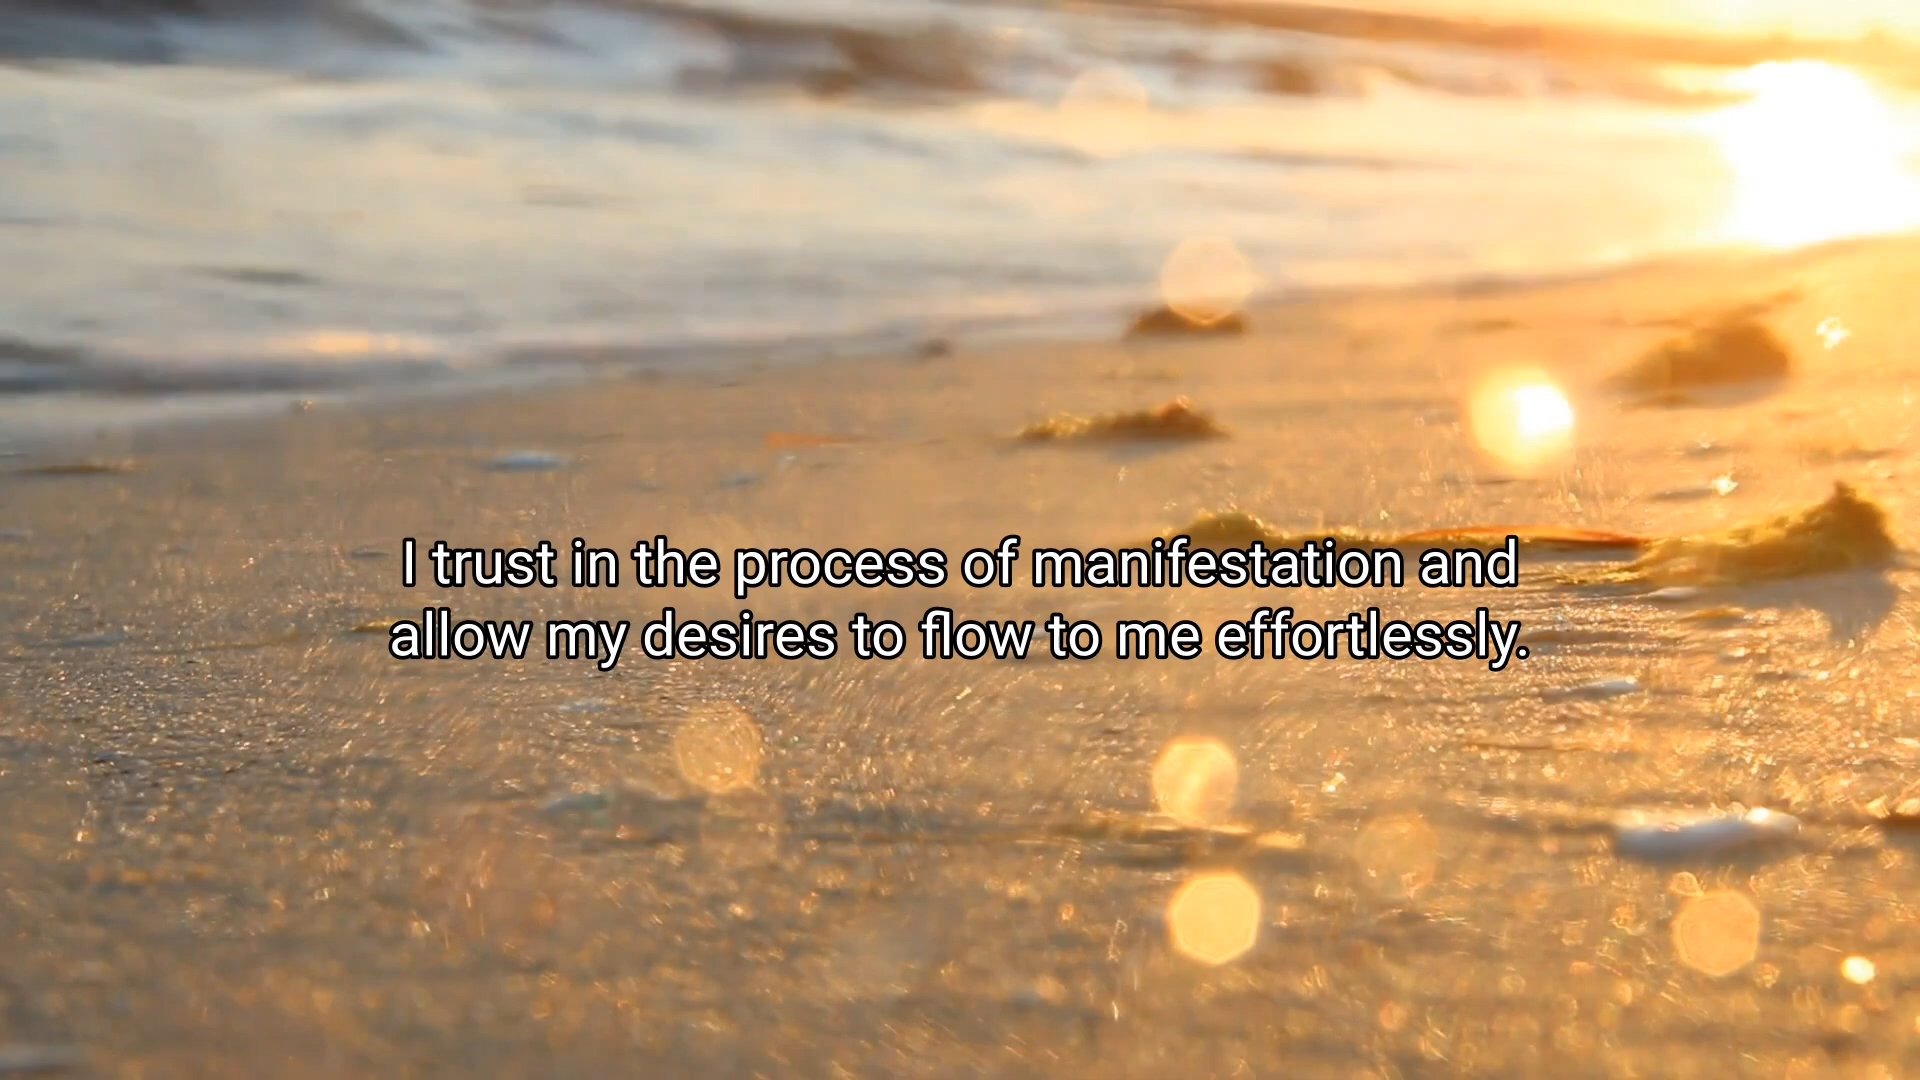 I trust in the process of manifestation and
allow my desires to flow to me effortlessly.